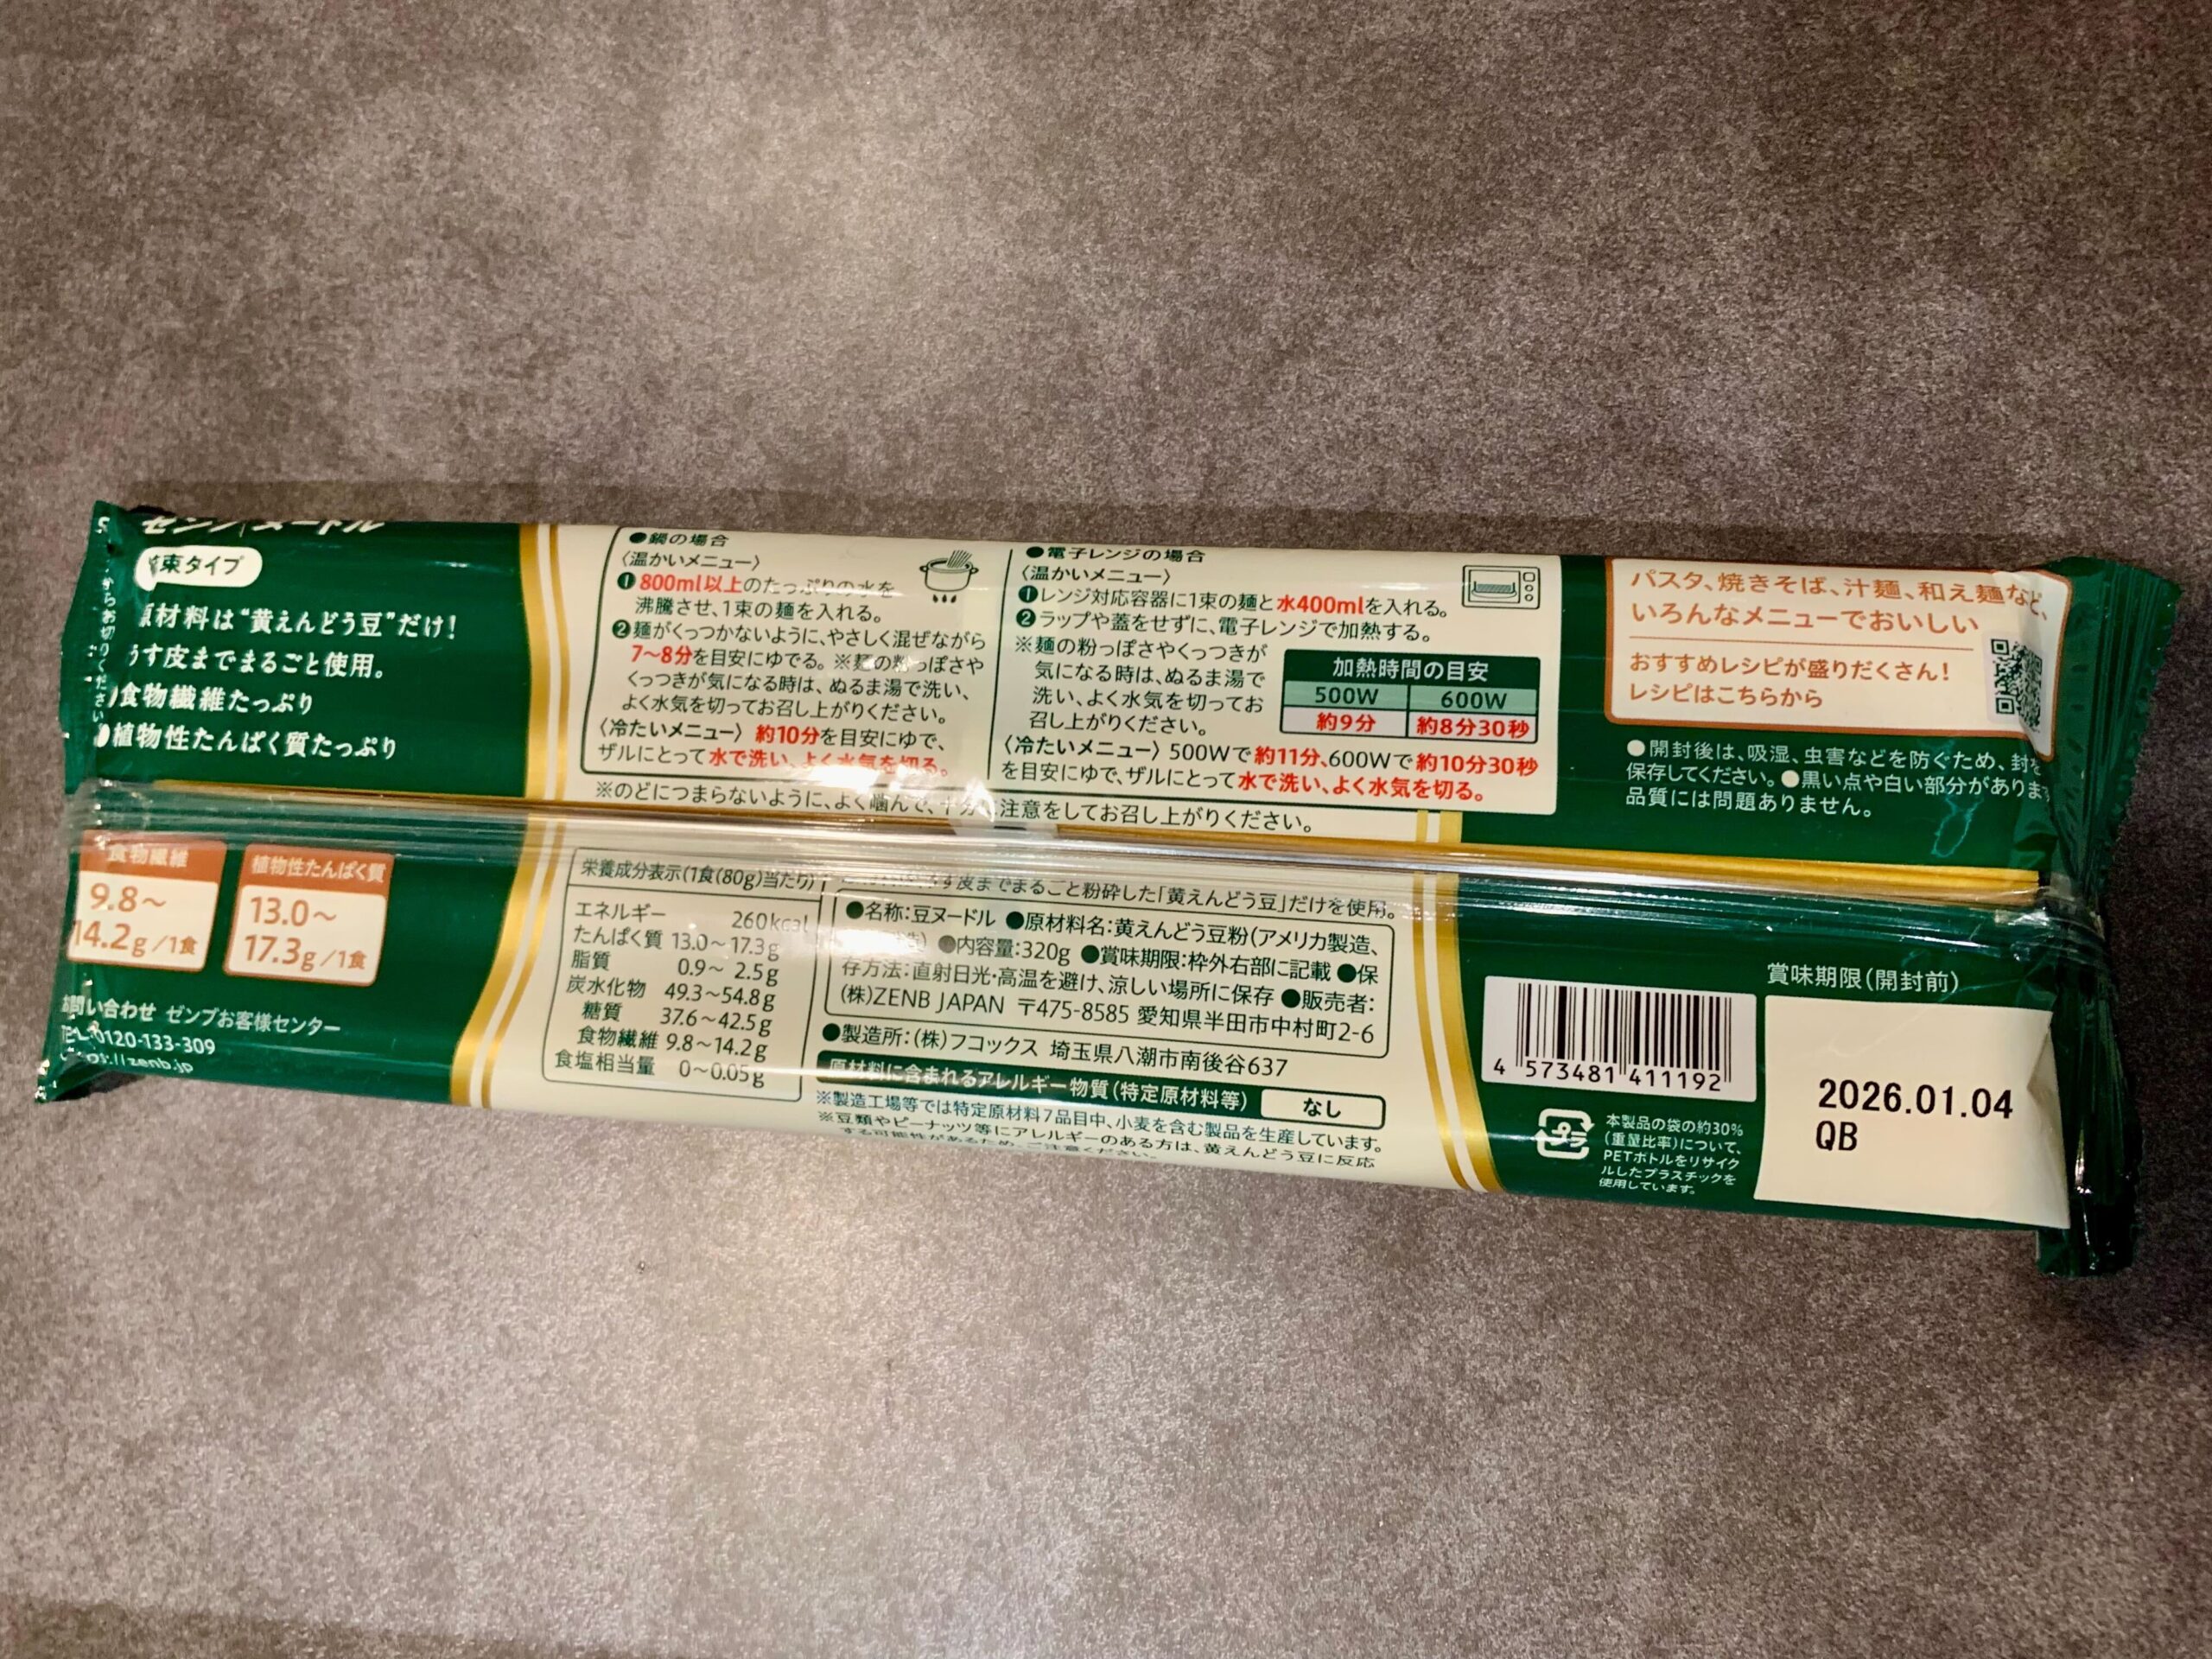 ゼンブヌードル
束タイプ
原材料は“黄えんどう豆”だけ!
うす皮までまるごと使用。
食物繊維たっぷり
●植物性たんぱく質たっぷり
からお切りください
●鍋の場合
〈温かいメニュー〉
❶800ml以上のたっぷりの水を
沸騰させ、1束の麺を入れる。
❷麺がくっつかないように、やさしく混ぜながら
7〜8分を目安にゆでる。※麺の粉っぽさや
くっつきが気になる時は、ぬるま湯で洗い、
よく水気を切ってお召し上がりください。
〈冷たいメニュー〉約10分を目安にゆで、
ザルにとって水で洗い、よく水気を切る。
●電子レンジの場合
〈温かいメニュー〉
❶レンジ対応容器に1束の麺と水400mlを入れる。
❷ラップや蓋をせずに、電子レンジで加熱する。
※麺の粉っぽさやくっつきが
気になる時は、ぬるま湯で
洗い、よく水気を切ってお
召し上がりください。
加熱時間の目安
500W 600W
約9分 約8分30秒
〈冷たいメニュー〉500Wで約11分、600Wで約10分30秒
を目安にゆで、ザルにとって水で洗い、よく水気を切る。
※のどにつまらないように、よく噛んで、十分注意をしてお召し上がりください。
パスタ、焼きそば、汁麺、和え麺など、
いろんなメニューでおいしい
おすすめレシピが盛りだくさん!
レシピはこちらから
●開封後は、吸湿、虫害などを防ぐため、封を
保存してください。●黒い点や白い部分がありま
品質には問題ありません。
食物繊維
9.8〜
14.2g/1食
植物性たんぱく質
13.0〜
17.3g/1食
お問い合わせ ゼンブお客様センター
TEL:0120-133-309
https://zenb.jp
栄養成分表示(1食(80g)当たり)
エネルギー 260kcal
たんぱく質 13.0〜17.3g
脂質 0.9〜 2.5g
炭水化物 49.3〜54.8g
糖質 37.6〜42.5g
食物繊維 9.8〜14.2g
食塩相当量 0〜0.05g
うす皮までまるごと粉砕した「黄えんどう豆」だけを使用。
●名称:豆ヌードル ●原材料名:黄えんどう豆粉(アメリカ製造、
製造) ●内容量:320g ●賞味期限:枠外右部に記載 ●保
存方法:直射日光・高温を避け、涼しい場所に保存 ●販売者:
(株)ZENB JAPAN 〒475-8585 愛知県半田市中村町2-6
●製造所:(株)フコックス 埼玉県八潮市南後谷637
原材料に含まれるアレルギー物質(特定原材料等) なし
※製造工場等では特定原材料7品目中、小麦を含む製品を生産しています。
※豆類やピーナッツ等にアレルギーのある方は、黄えんどう豆に反応
する可能性があるため、ご注意ください。
4 573481 411192
プラ
本製品の袋の約30%
(重量比率)について、
PETボトルをリサイク
ルしたプラスチックを
使用しています。
賞味期限(開封前)
2026.01.04
QB